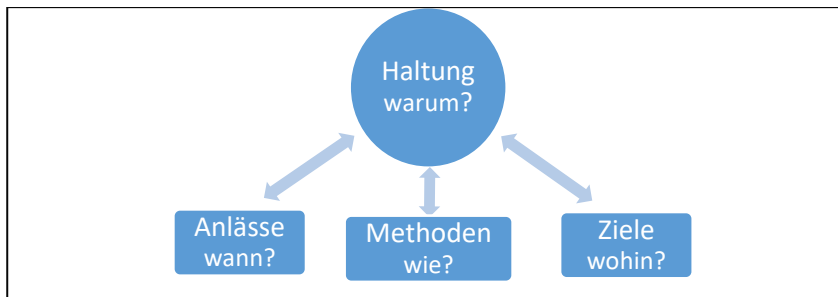 Haltung
warum?
Anlässe
wann?
Methoden
wie?
Ziele
wohin?